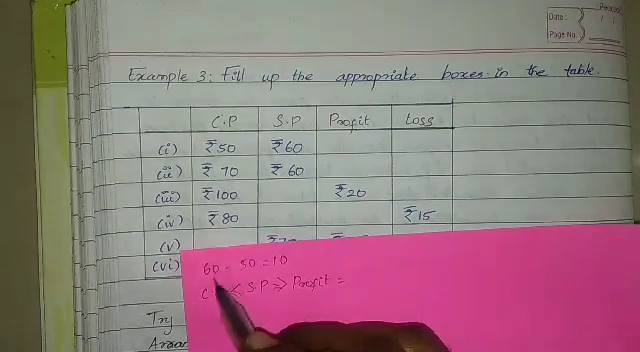 Date:
Page No.
Example 3: Fill up the appropriate boxes in the table.
C.P S.P Profit Loss
(i) ₹50 ₹60
(ii) ₹70 ₹60
(iii) ₹100 ₹20
(iv) ₹80 ₹15
(v)
(vi)
60 - 50 = 10
S.P ⇒ Profit =
Try